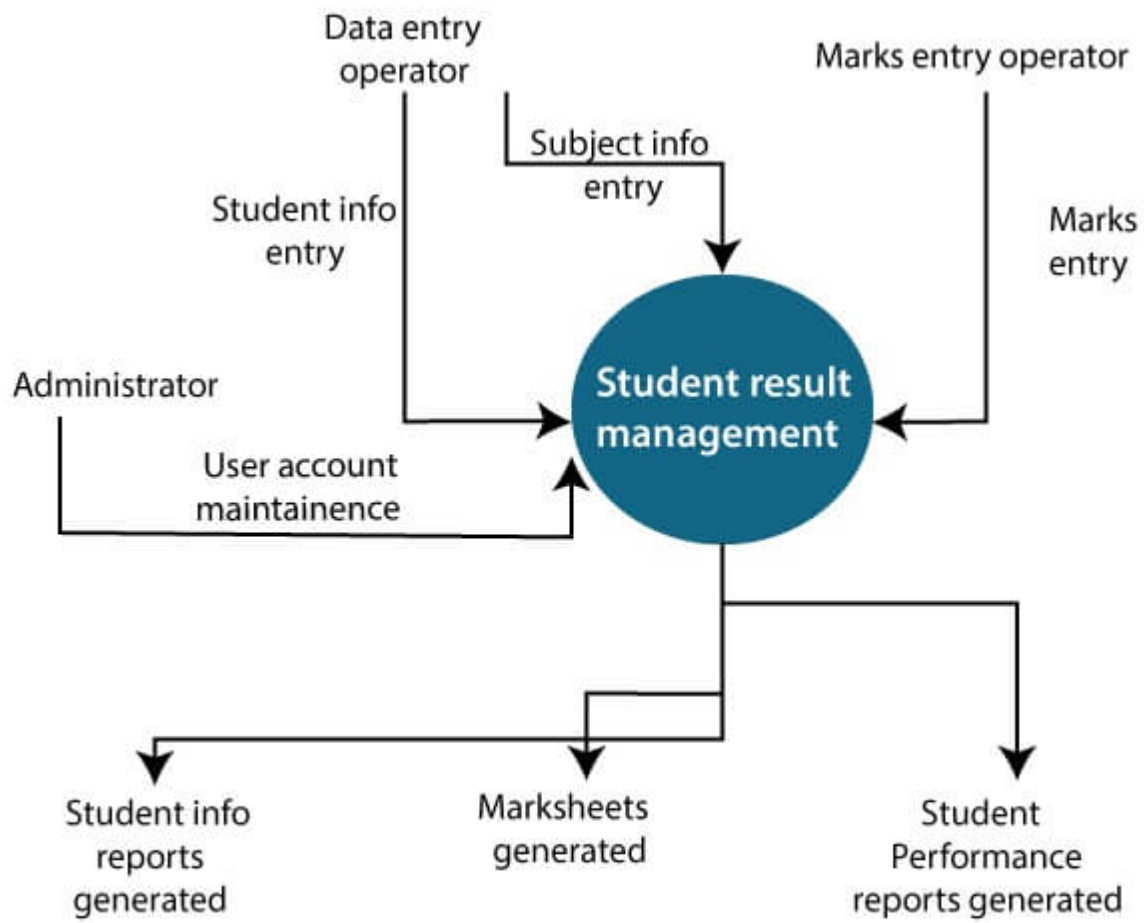 Data entry
operator
Marks entry operator
Subject info
entry
Student info
entry
Marks
entry
Administrator
Student result
management
User account
maintainence
Student info
reports
generated
Marksheets
generated
Student
Performance
reports generated